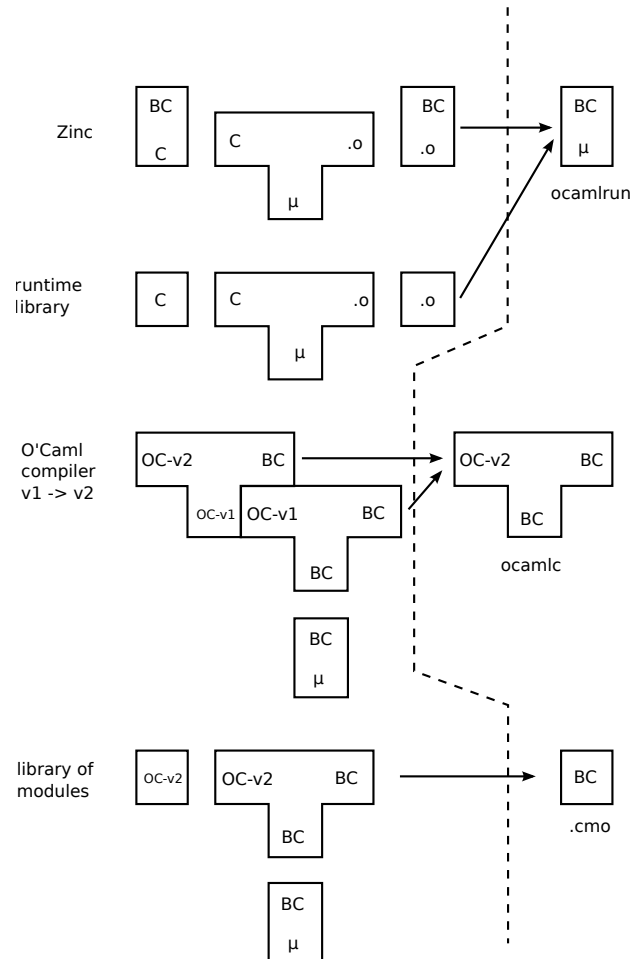 BC
BC
BC
Zinc
C
C
.o
.o
μ
μ
ocamlrun
runtime
library
C
C
.o
.o
μ
O'Caml
compiler
v1 -> v2
OC-v2
BC
OC-v2
BC
OC-v1
OC-v1
BC
BC
BC
ocamlc
BC
μ
library of
modules
OC-v2
OC-v2
BC
BC
BC
.cmo
BC
μ